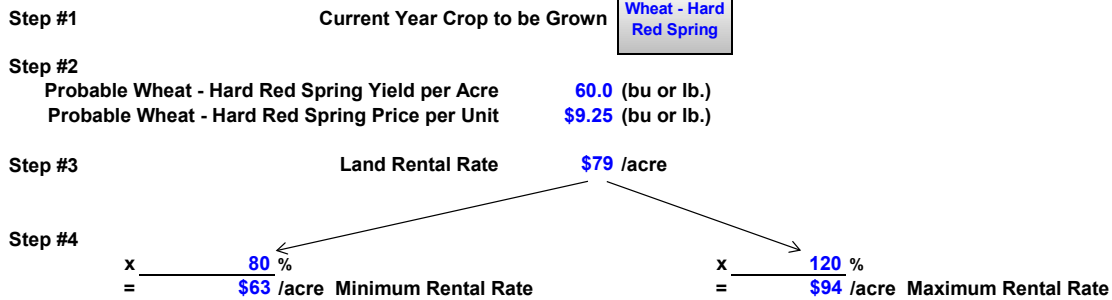 Step #1 Current Year Crop to be Grown Wheat - Hard
Red Spring
Step #2
Probable Wheat - Hard Red Spring Yield per Acre 60.0 (bu or lb.)
Probable Wheat - Hard Red Spring Price per Unit $9.25 (bu or lb.)
Step #3 Land Rental Rate $79 /acre
Step #4
x 80 % x 120 %
= $63 /acre Minimum Rental Rate = $94 /acre Maximum Rental Rate